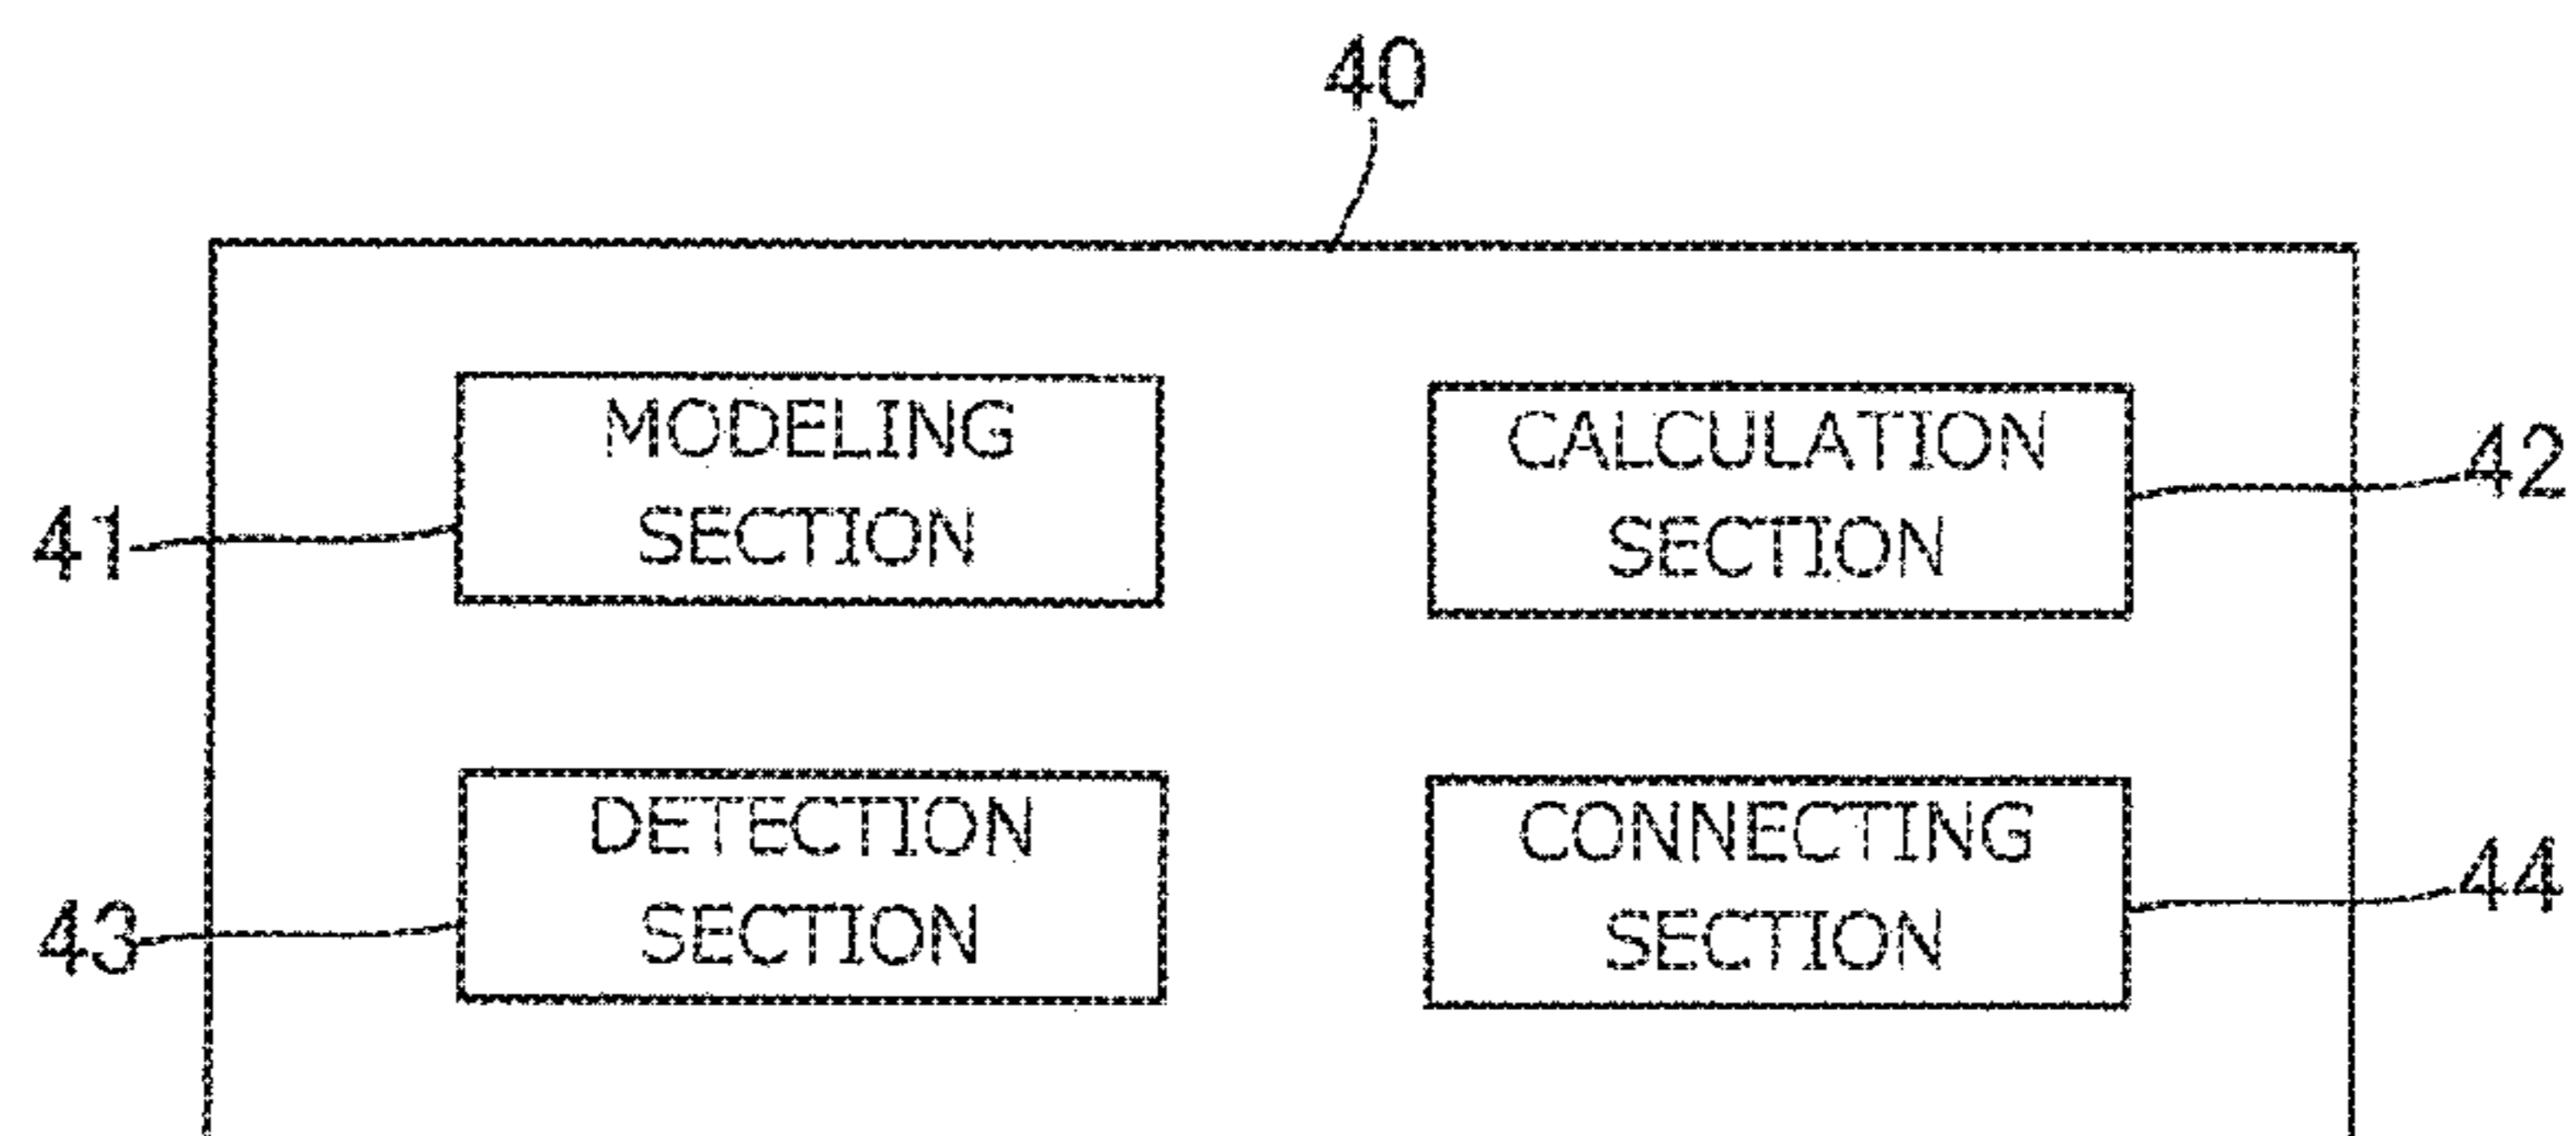 40
MODELING
SECTION
41
CALCULATION
SECTION
42
DETECTION
SECTION
43
CONNECTING
SECTION
44